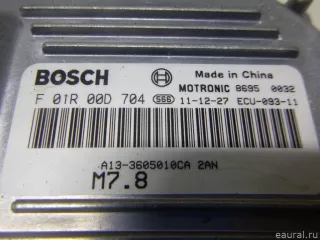 BOSCH
Made in China
MOTRONIC 8695 0032
F 01R 00D 704 SGG 11-12-27 ECU-093-11
A13-3605010CA 2AN
M7.8
eaural.ru